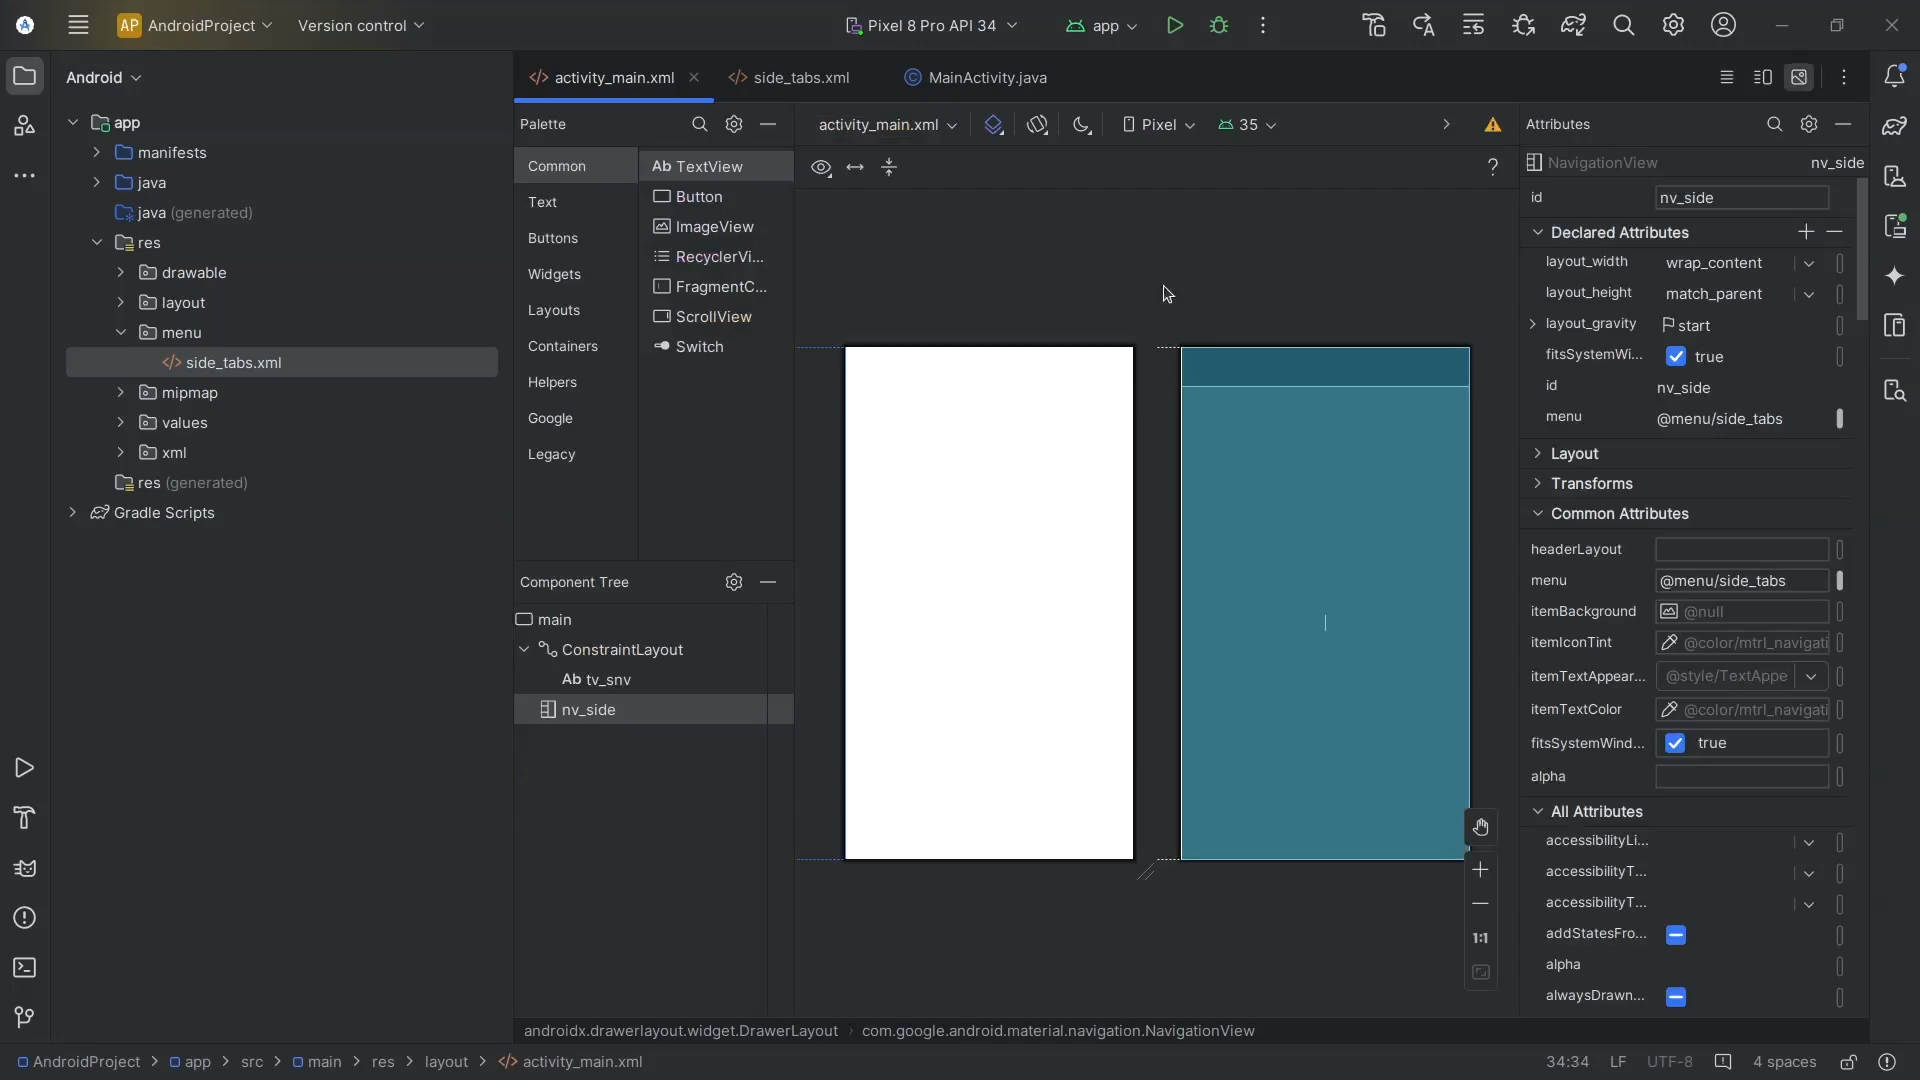 AP AndroidProject Version control Pixel 8 Pro API 34 app
Android
app
manifests
java
java (generated)
res
drawable
layout
menu
side_tabs.xml
mipmap
values
xml
res (generated)
Gradle Scripts
activity_main.xml side_tabs.xml MainActivity.java
Palette
Common
Text
Buttons
Widgets
Layouts
Containers
Helpers
Google
Legacy
Ab TextView
Button
ImageView
RecyclerVi...
FragmentC...
ScrollView
Switch
Component Tree
main
ConstraintLayout
Ab tv_snv
nv_side
activity_main.xml Pixel 35
?
1:1
Attributes
NavigationView nv_side
id nv_side
Declared Attributes
layout_width wrap_content
layout_height match_parent
layout_gravity start
fitsSystemWi... true
id nv_side
menu @menu/side_tabs
Layout
Transforms
Common Attributes
headerLayout
menu @menu/side_tabs
itemBackground @null
itemIconTint @color/mtrl_navigati
itemTextAppear... @style/TextAppe
itemTextColor @color/mtrl_navigati
fitsSystemWind... true
alpha
All Attributes
accessibilityLi...
accessibilityT...
accessibilityT...
addStatesFro...
alpha
alwaysDrawn...
androidx.drawerlayout.widget.DrawerLayout com.google.android.material.navigation.NavigationView
AndroidProject app src main res layout activity_main.xml 34:34 LF UTF-8 4 spaces